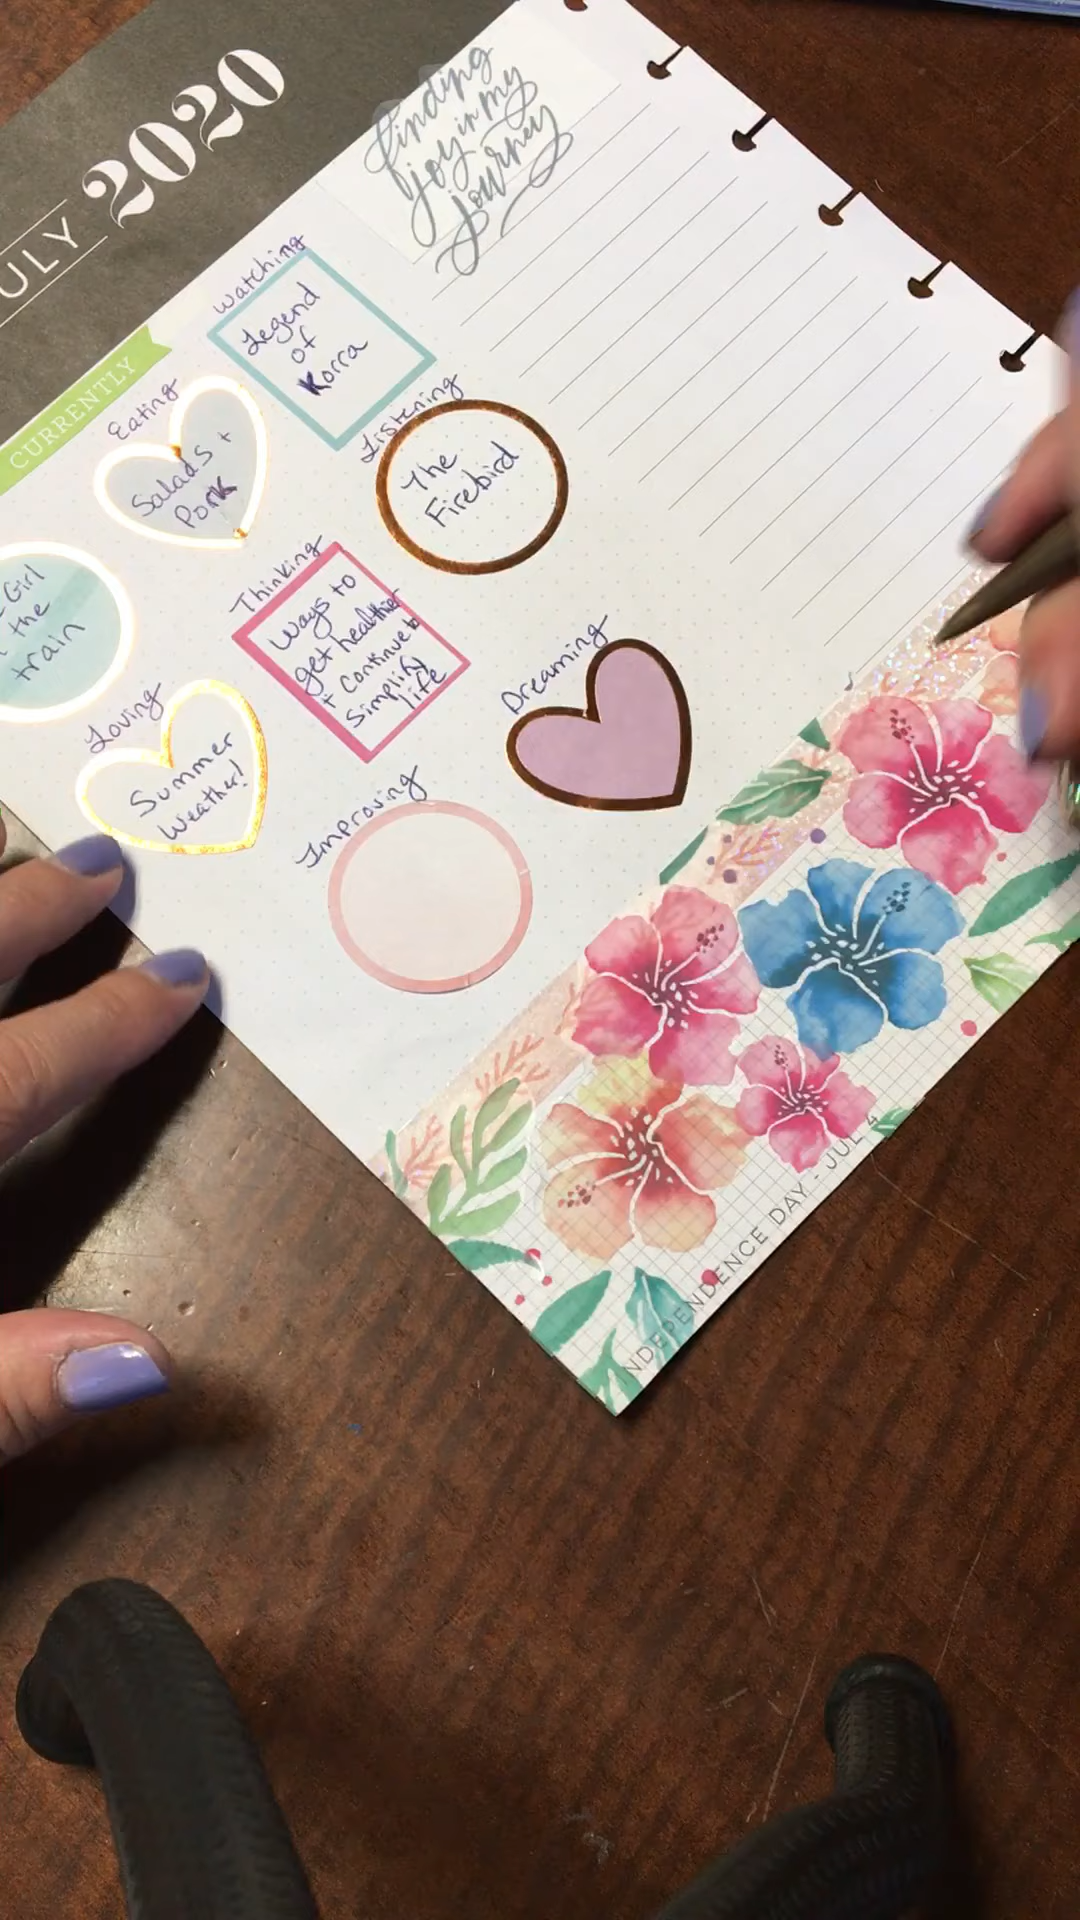 JULY 2020
finding
joy in my
journey
CURRENTLY
Watching
Legend
of
Korra
Eating
Salads +
Pork
Listening
The
Firebird
Girl
the
train
Thinking
Ways to
get healthier
+ Continue to
Simplify
life
Loving
Summer
Weather!
Dreaming
Improving
INDEPENDENCE DAY - JUL 4